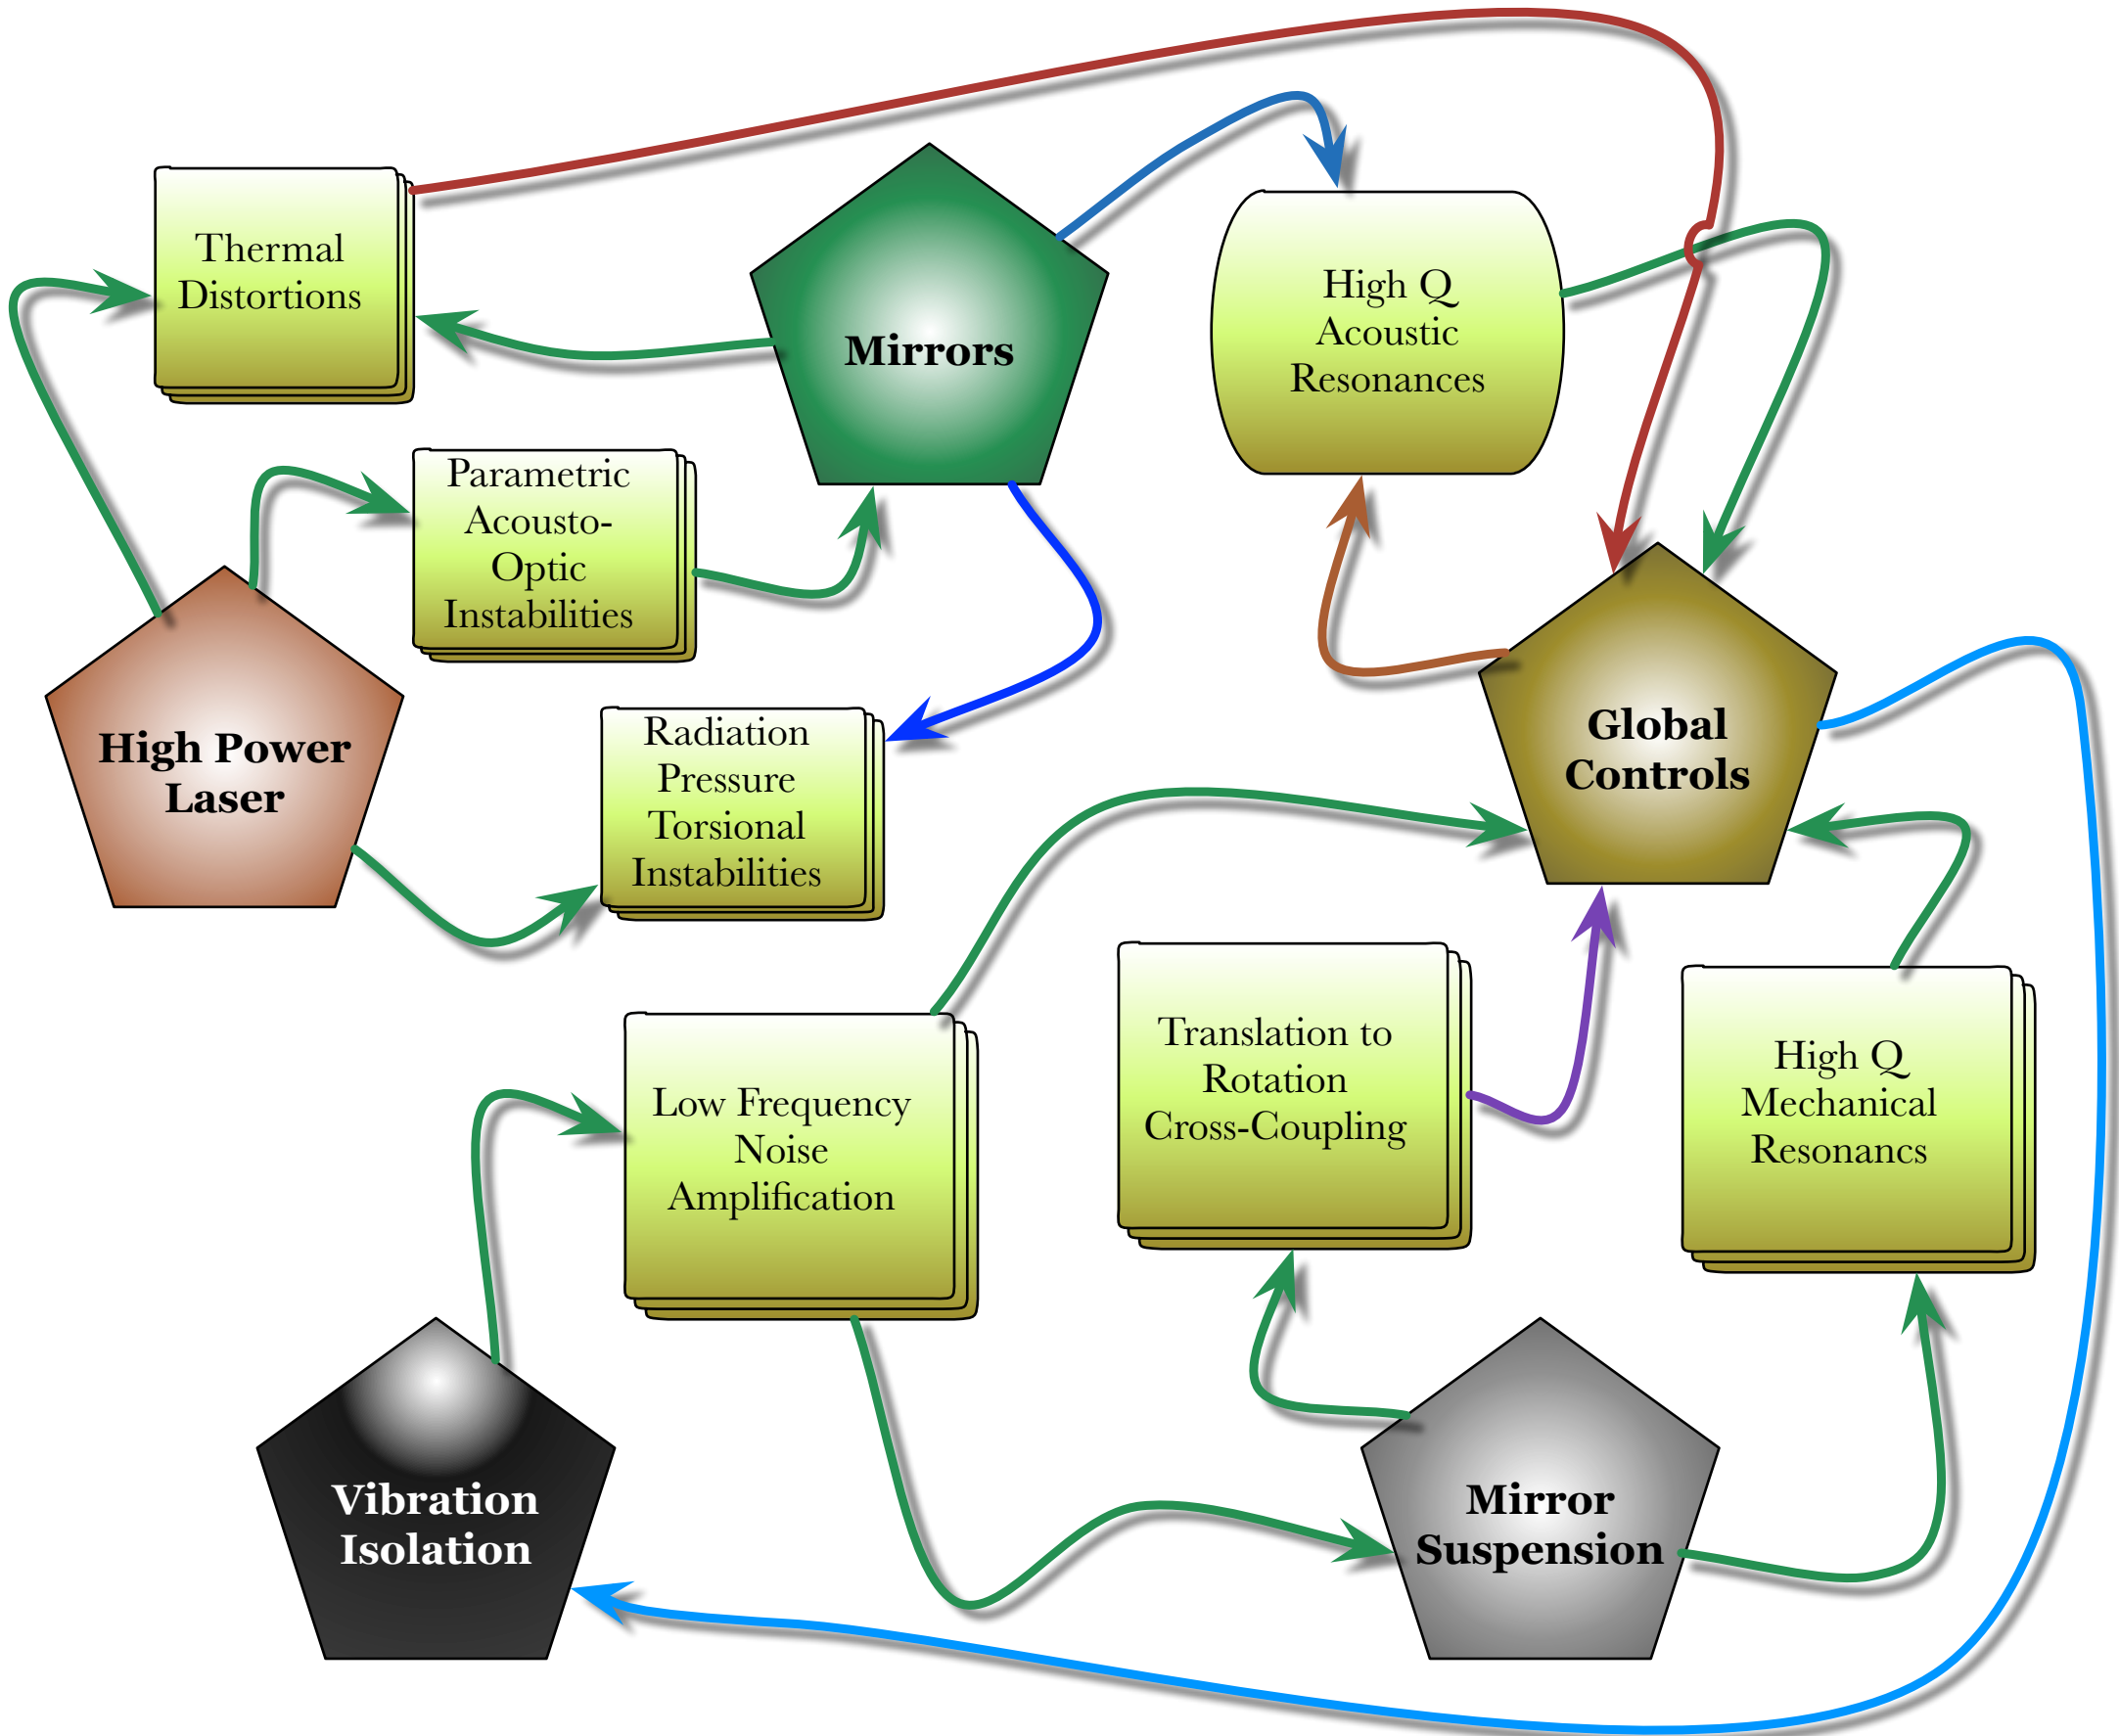 Thermal
Distortions
Mirrors
High Q
Acoustic
Resonances
Parametric
Acousto-
Optic
Instabilities
High Power
Laser
Radiation
Pressure
Torsional
Instabilities
Global
Controls
Low Frequency
Noise
Amplification
Translation to
Rotation
Cross-Coupling
High Q
Mechanical
Resonancs
Vibration
Isolation
Mirror
Suspension